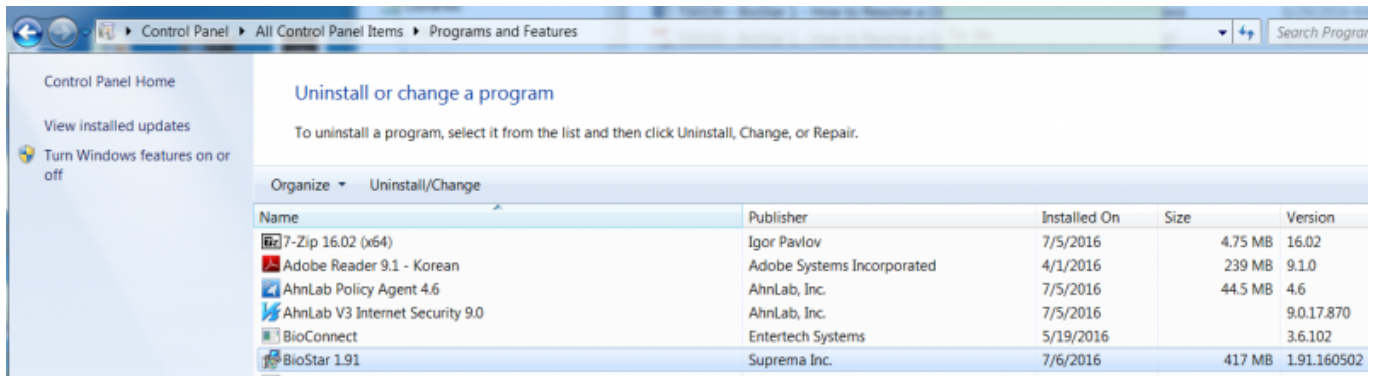 Control Panel ▸ All Control Panel Items ▸ Programs and Features
Search Program
Control Panel Home
View installed updates
Turn Windows features on or
off
Uninstall or change a program
To uninstall a program, select it from the list and then click Uninstall, Change, or Repair.
Organize Uninstall/Change
Name Publisher Installed On Size Version
7-Zip 16.02 (x64) Igor Pavlov 7/5/2016 4.75 MB 16.02
Adobe Reader 9.1 - Korean Adobe Systems Incorporated 4/1/2016 239 MB 9.1.0
AhnLab Policy Agent 4.6 AhnLab, Inc. 7/5/2016 44.5 MB 4.6
AhnLab V3 Internet Security 9.0 AhnLab, Inc. 7/5/2016 9.0.17.870
BioConnect Entertech Systems 5/19/2016 3.6.102
BioStar 1.91 Suprema Inc. 7/6/2016 417 MB 1.91.160502